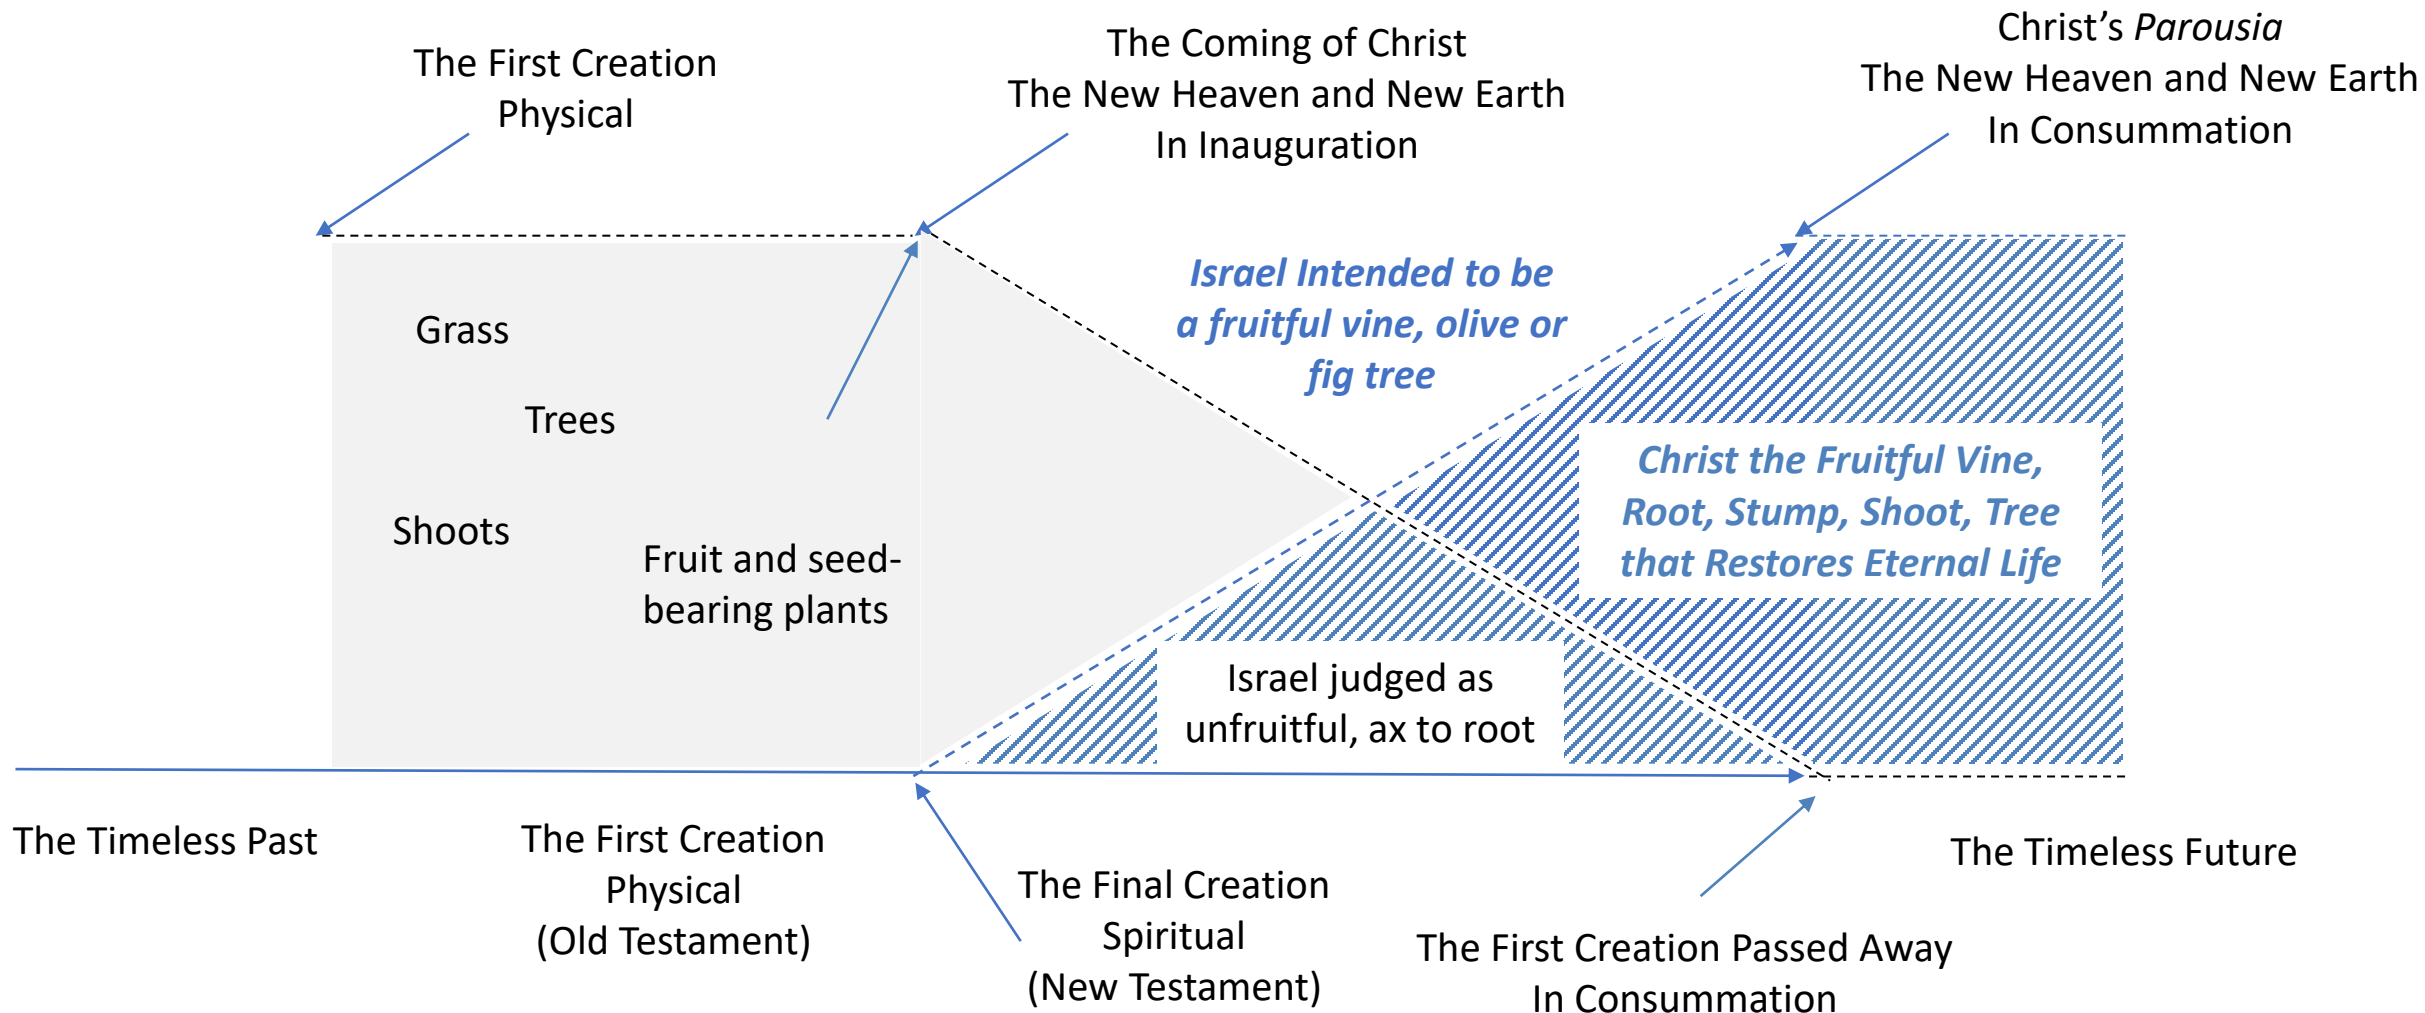 The First Creation
Physical
The Coming of Christ
The New Heaven and New Earth
In Inauguration
Christ’s Parousia
The New Heaven and New Earth
In Consummation
Grass
Trees
Shoots
Fruit and seed-
bearing plants
Israel Intended to be
a fruitful vine, olive or
fig tree
Christ the Fruitful Vine,
Root, Stump, Shoot, Tree
that Restores Eternal Life
Israel judged as
unfruitful, ax to root
The Timeless Past
The First Creation
Physical
(Old Testament)
The Final Creation
Spiritual
(New Testament)
The First Creation Passed Away
In Consummation
The Timeless Future